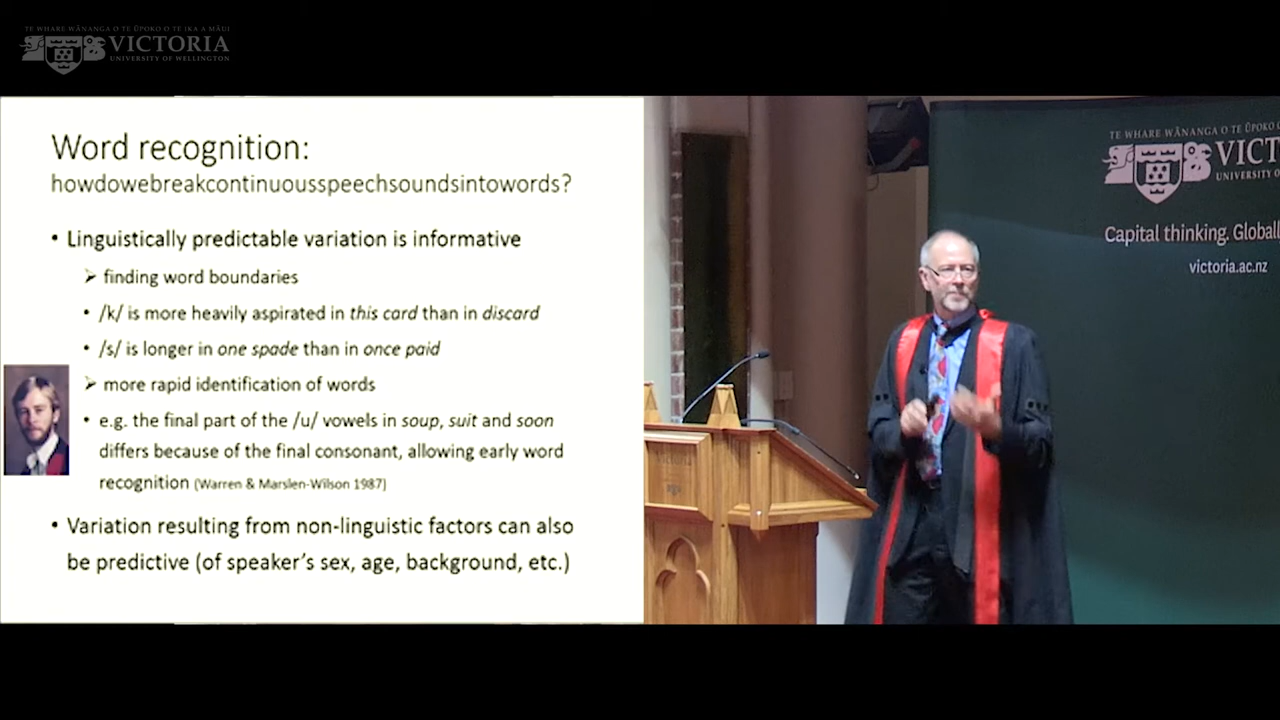 TE WHARE WĀNANGA O TE ŪPOKO O TE IKA A MĀUI
VICTORIA
UNIVERSITY OF WELLINGTON
Word recognition:
howdowebreakcontinuousspeechsoundsintowords?
• Linguistically predictable variation is informative
➢ finding word boundaries
• /k/ is more heavily aspirated in this card than in discard
• /s/ is longer in one spade than in once paid
➢ more rapid identification of words
• e.g. the final part of the /u/ vowels in soup, suit and soon
differs because of the final consonant, allowing early word
recognition (Warren & Marslen-Wilson 1987)
• Variation resulting from non-linguistic factors can also
be predictive (of speaker's sex, age, background, etc.)
TE WHARE WĀNANGA O TE ŪPOKO O TE
VICT
UNIVERSITY O
Capital thinking. Globall
victoria.ac.nz